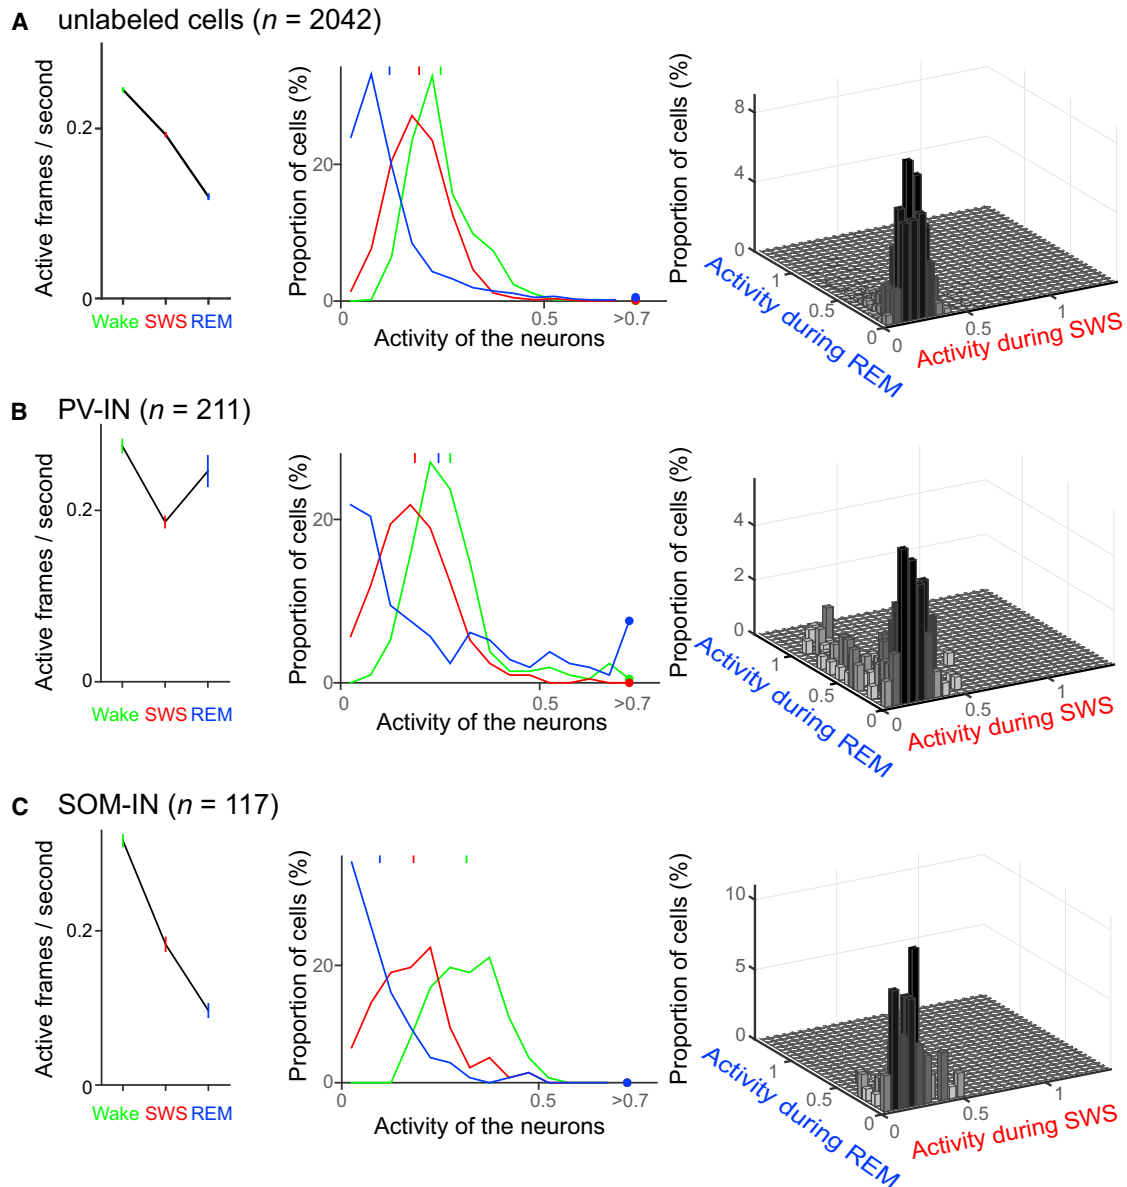 A unlabeled cells (n = 2042)
Active frames / second
0.2
0
Wake SWS REM
Proportion of cells (%)
20
0
0 0.5 >0.7
Activity of the neurons
Proportion of cells (%)
8
4
0
1
0.5
0
Activity during REM
0
0.5
1
Activity during SWS
B PV-IN (n = 211)
Active frames / second
0.2
0
Wake SWS REM
Proportion of cells (%)
20
0
0 0.5 >0.7
Activity of the neurons
Proportion of cells (%)
4
2
0
1
0.5
0
Activity during REM
0
0.5
1
Activity during SWS
C SOM-IN (n = 117)
Active frames / second
0.2
0
Wake SWS REM
Proportion of cells (%)
20
0
0 0.5 >0.7
Activity of the neurons
Proportion of cells (%)
10
5
0
1
0.5
0
Activity during REM
0
0.5
1
Activity during SWS